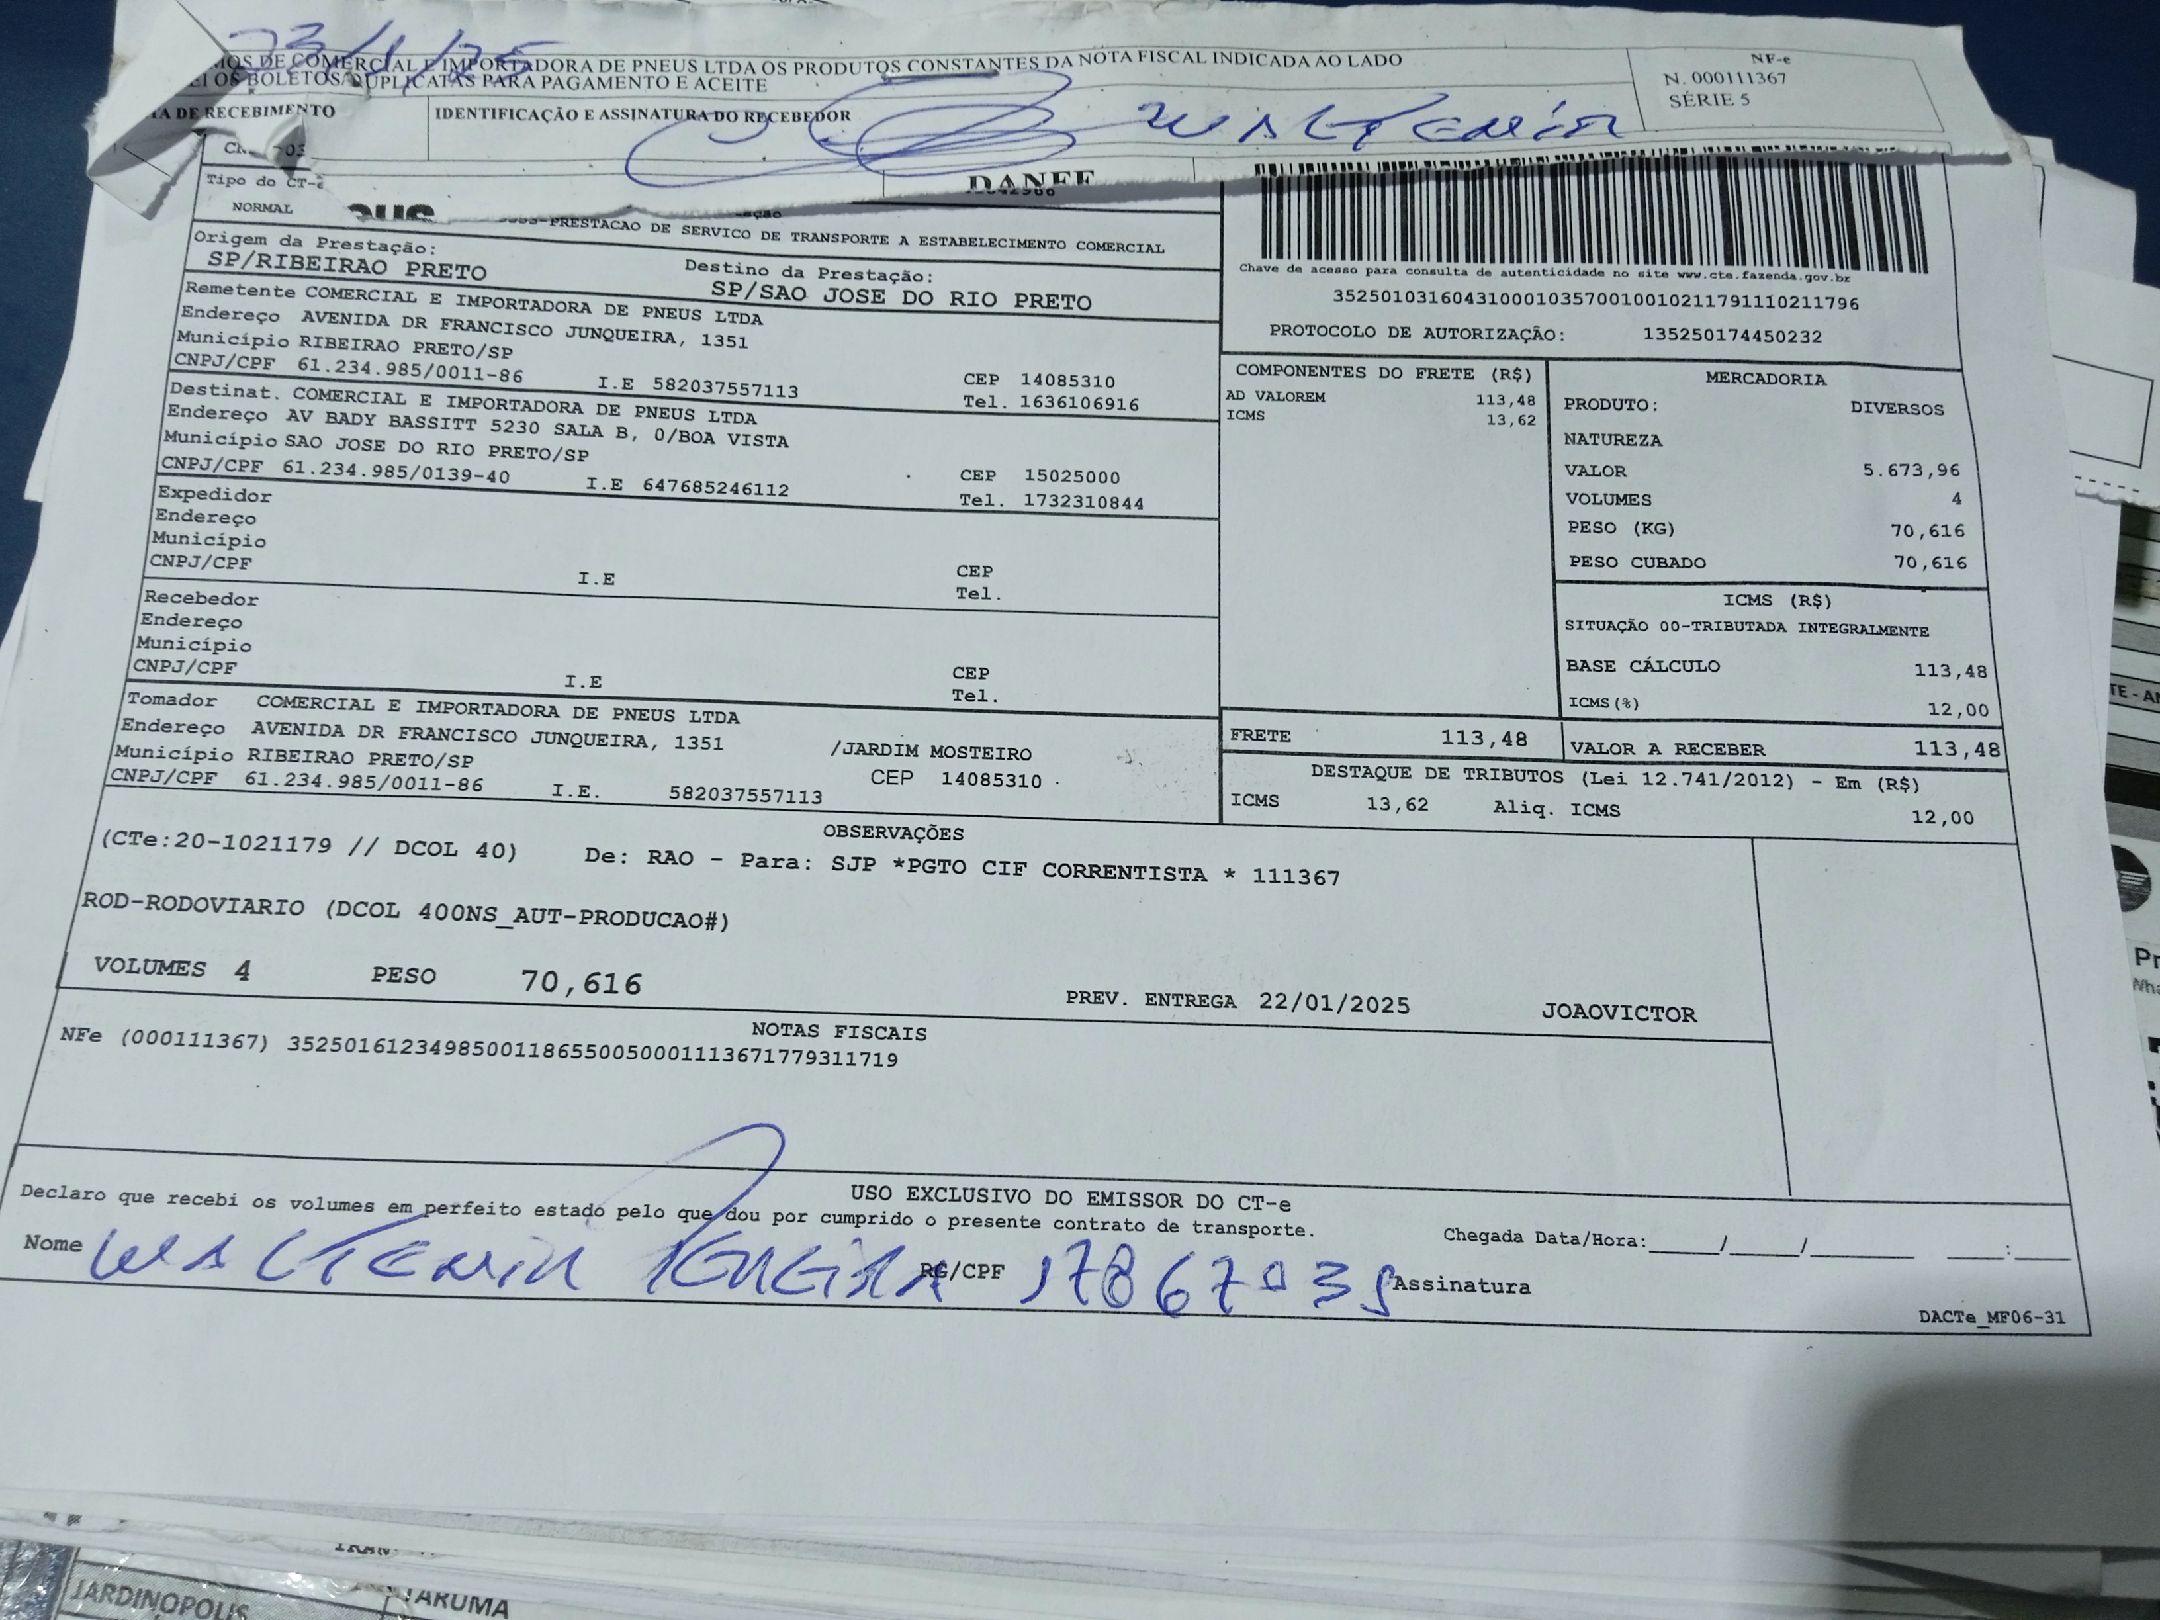 23/1/25
MOS DE COMERCIAL E IMPORTADORA DE PNEUS LTDA OS PRODUTOS CONSTANTES DA NOTA FISCAL INDICADA AO LADO
EI OS BOLETOS/DUPLICATAS PARA PAGAMENTO E ACEITE
NF-e
N. 000111367
SÉRIE 5
A DE RECEBIMENTO
IDENTIFICAÇÃO E ASSINATURA DO RECEBEDOR
DANFE
Tipo do CT-e
NORMAL
-PRESTACAO DE SERVICO DE TRANSPORTE A ESTABELECIMENTO COMERCIAL
Origem da Prestação:
SP/RIBEIRAO PRETO
Destino da Prestação:
SP/SAO JOSE DO RIO PRETO
Chave de acesso para consulta de autenticidade no site www.cte.fazenda.gov.br
35250103160431000103570010010211791110211796
PROTOCOLO DE AUTORIZAÇÃO: 135250174450232
Remetente COMERCIAL E IMPORTADORA DE PNEUS LTDA
Endereço AVENIDA DR FRANCISCO JUNQUEIRA, 1351
Município RIBEIRAO PRETO/SP
CEP 14085310
CNPJ/CPF 61.234.985/0011-86 I.E 582037557113
Tel. 1636106916
Destinat. COMERCIAL E IMPORTADORA DE PNEUS LTDA
Endereço AV BADY BASSITT 5230 SALA B, 0/BOA VISTA
Município SAO JOSE DO RIO PRETO/SP
CEP 15025000
CNPJ/CPF 61.234.985/0139-40 I.E 647685246112
Tel. 1732310844
Expedidor
Endereço
Município
CEP
CNPJ/CPF I.E
Tel.
Recebedor
Endereço
Município
CEP
CNPJ/CPF I.E
Tel.
Tomador COMERCIAL E IMPORTADORA DE PNEUS LTDA
Endereço AVENIDA DR FRANCISCO JUNQUEIRA, 1351 /JARDIM MOSTEIRO
Município RIBEIRAO PRETO/SP CEP 14085310
CNPJ/CPF 61.234.985/0011-86 I.E. 582037557113
COMPONENTES DO FRETE (R$)
AD VALOREM 113,48
ICMS 13,62
MERCADORIA
PRODUTO: DIVERSOS
NATUREZA
VALOR 5.673,96
VOLUMES 4
PESO (KG) 70,616
PESO CUBADO 70,616
ICMS (R$)
SITUAÇÃO 00-TRIBUTADA INTEGRALMENTE
BASE CÁLCULO 113,48
ICMS(%) 12,00
FRETE 113,48
VALOR A RECEBER 113,48
DESTAQUE DE TRIBUTOS (Lei 12.741/2012) - Em (R$)
ICMS 13,62 Aliq. ICMS 12,00
OBSERVAÇÕES
(CTe:20-1021179 // DCOL 40) De: RAO - Para: SJP *PGTO CIF CORRENTISTA * 111367
ROD-RODOVIARIO (DCOL 400NS_AUT-PRODUCAO#)
VOLUMES 4 PESO 70,616 PREV. ENTREGA 22/01/2025 JOAOVICTOR
NOTAS FISCAIS
NFe (000111367) 35250161234985001186550050001113671779311719
USO EXCLUSIVO DO EMISSOR DO CT-e
Declaro que recebi os volumes em perfeito estado pelo que dou por cumprido o presente contrato de transporte.
Chegada Data/Hora:_____/_____/_______ ____:____
Nome
RG/CPF 17867035 Assinatura
DACTe_MF06-31
JARDINOPOLIS
TARUMA